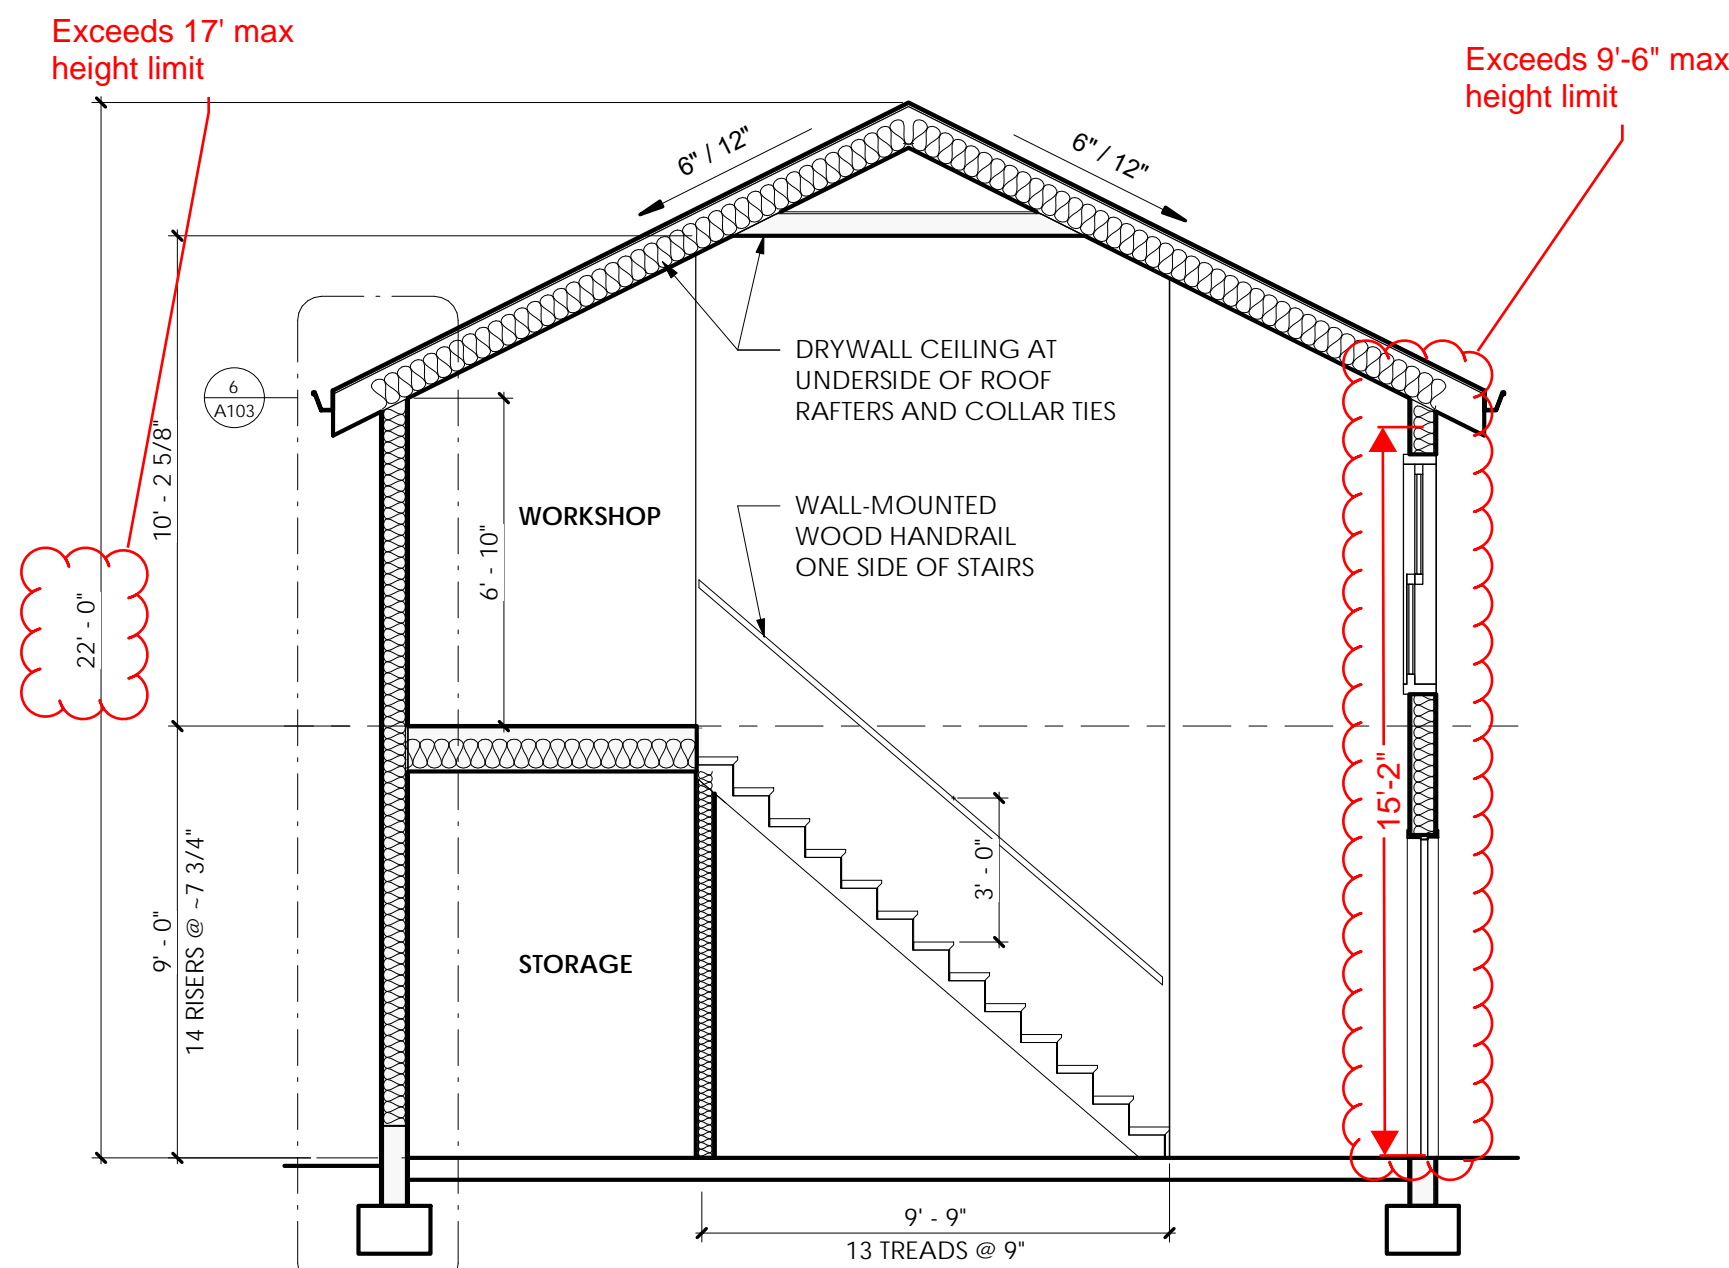 Exceeds 17' max
height limit
Exceeds 9'-6" max
height limit
6" / 12"
6" / 12"
DRYWALL CEILING AT
UNDERSIDE OF ROOF
RAFTERS AND COLLAR TIES
6
A103
10' - 2 5/8"
WORKSHOP
6' - 10"
WALL-MOUNTED
WOOD HANDRAIL
ONE SIDE OF STAIRS
22' - 0"
15'-2"
3' - 0"
9' - 0"
14 RISERS @ ~7 3/4"
STORAGE
9' - 9"
13 TREADS @ 9"